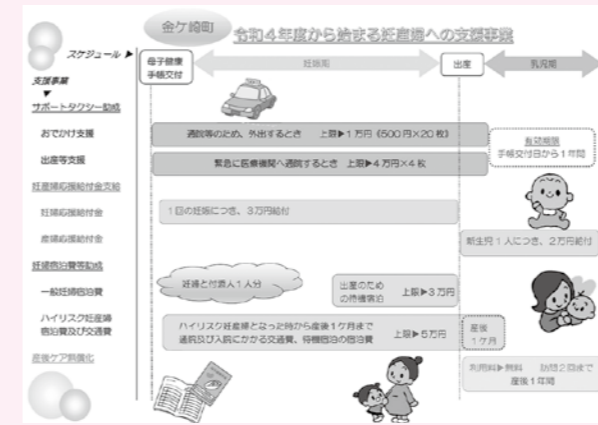 金ケ崎町
令和4年度から始まる妊産婦への支援事業
スケジュール▶
母子健康
手帳交付
妊娠期
出産
乳児期
支援事業
▼
サポートタクシー助成
おでかけ支援
通院等のため、外出するとき 上限▶1万円《500円×20枚》
有効期限
手帳交付日から1年間
出産等支援
緊急に医療機関へ通院するとき 上限▶4万円×4枚
妊産婦応援給付金支給
妊婦応援給付金
1回の妊娠につき、3万円給付
産婦応援給付金
新生児1人につき、2万円給付
妊婦宿泊費等助成
妊婦と付添人1人分
一般妊婦宿泊費
出産のため
の待機宿泊
上限▶3万円
ハイリスク妊産婦
宿泊費及び交通費
ハイリスク妊産婦となった時から産後1ケ月まで
通院及び入院にかかる交通費、待機宿泊の宿泊費
上限▶5万円
産後
1ケ月
産後ケア無償化
利用料▶無料 訪問2回まで
産後1年間